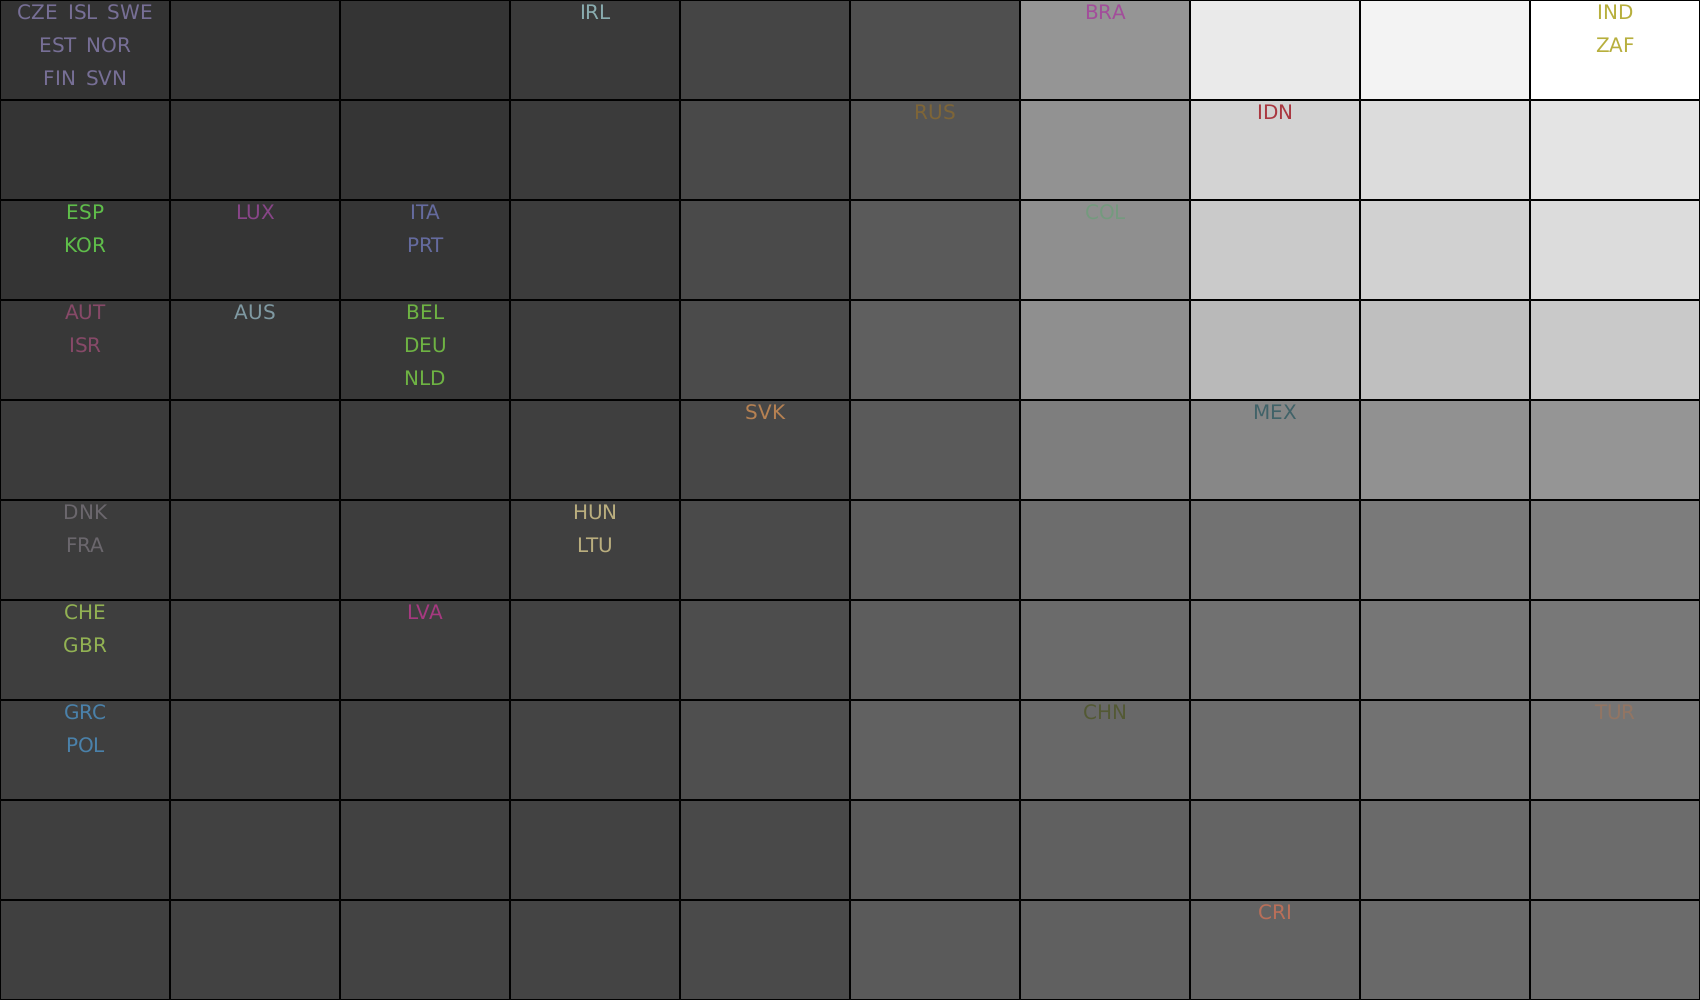 CZE ISL SWE
EST NOR
FIN SVN
IRL
BRA
IND
ZAF
RUS
IDN
ESP
KOR
LUX
ITA
PRT
COL
AUT
ISR
AUS
BEL
DEU
NLD
SVK
MEX
DNK
FRA
HUN
LTU
CHE
GBR
LVA
GRC
POL
CHN
TUR
CRI